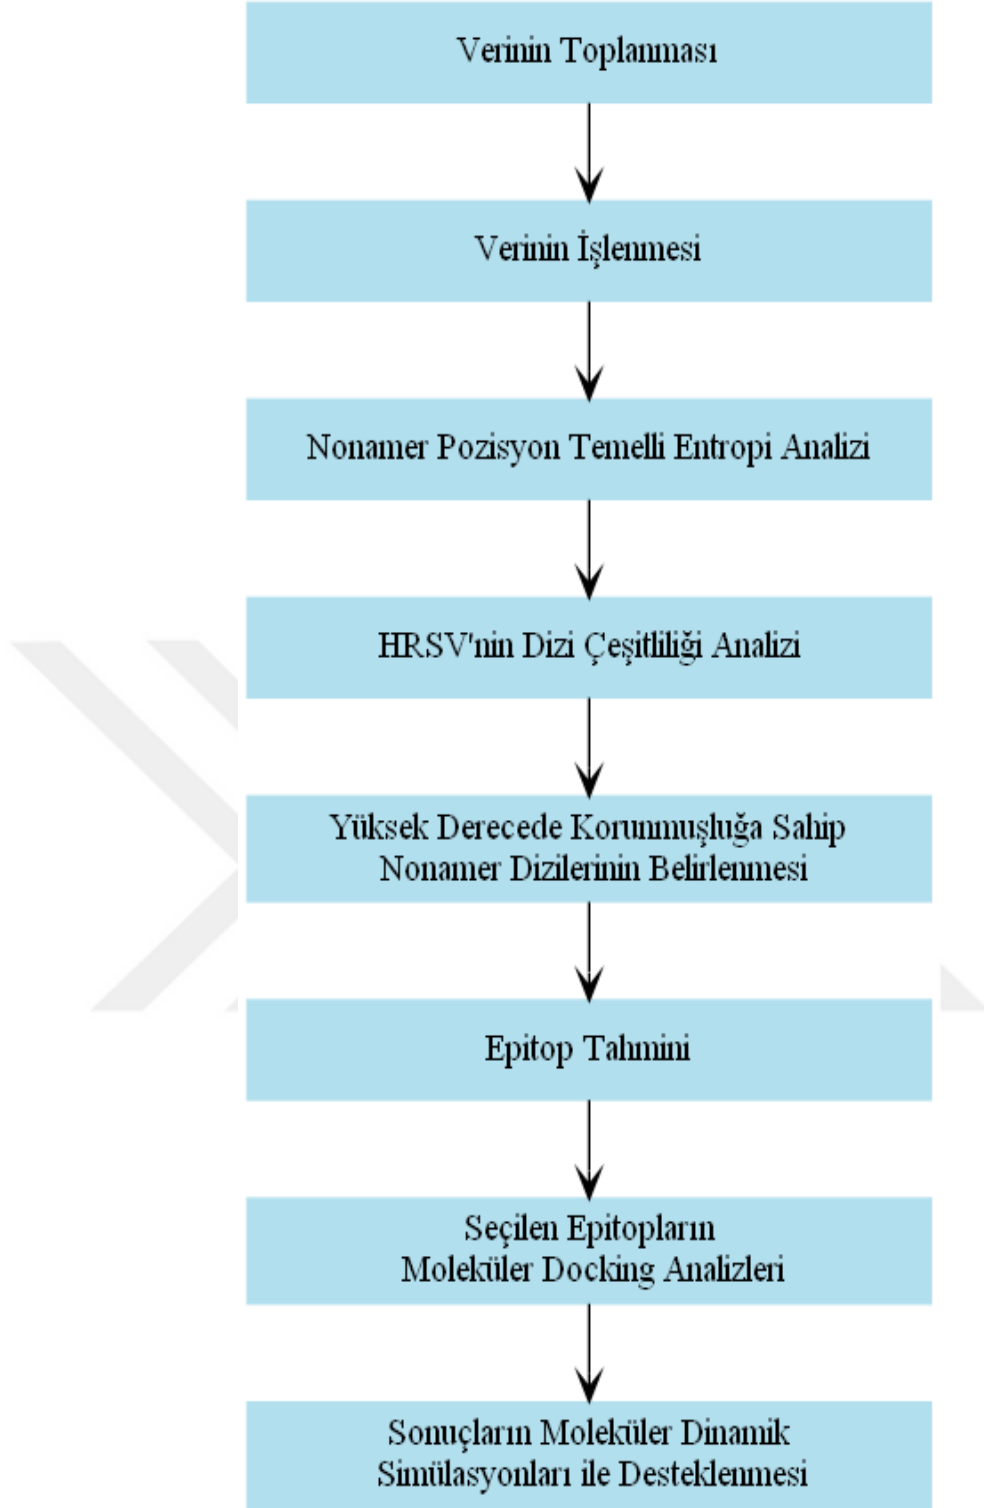 Verinin Toplanması
Verinin İşlenmesi
Nonamer Pozisyon Temelli Entropi Analizi
HRSV'nin Dizi Çeşitliliği Analizi
Yüksek Derecede Korunmuşluğa Sahip
Nonamer Dizilerinin Belirlenmesi
Epitop Tahmini
Seçilen Epitopların
Moleküler Docking Analizleri
Sonuçların Moleküler Dinamik
Simülasyonları ile Desteklenmesi